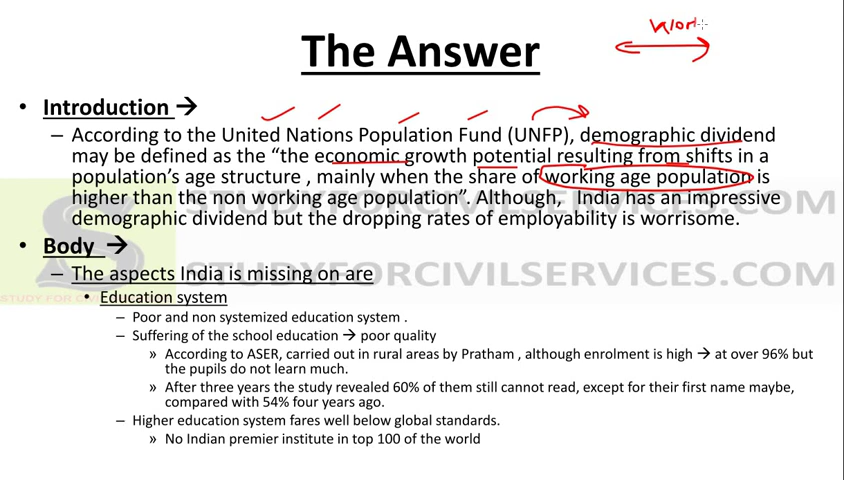 Wor
The Answer
• Introduction →
– According to the United Nations Population Fund (UNFP), demographic dividend
may be defined as the “the economic growth potential resulting from shifts in a
population's age structure , mainly when the share of working age population is
higher than the non working age population”. Although, India has an impressive
demographic dividend but the dropping rates of employability is worrisome.
STUDYFORCIVILSERVICES.COM
• Body →
– The aspects India is missing on are
STUDYFORCIVILSERVICES.COM
• Education system
– Poor and non systemized education system .
– Suffering of the school education → poor quality
» According to ASER, carried out in rural areas by Pratham , although enrolment is high → at over 96% but
the pupils do not learn much.
» After three years the study revealed 60% of them still cannot read, except for their first name maybe,
compared with 54% four years ago.
– Higher education system fares well below global standards.
» No Indian premier institute in top 100 of the world